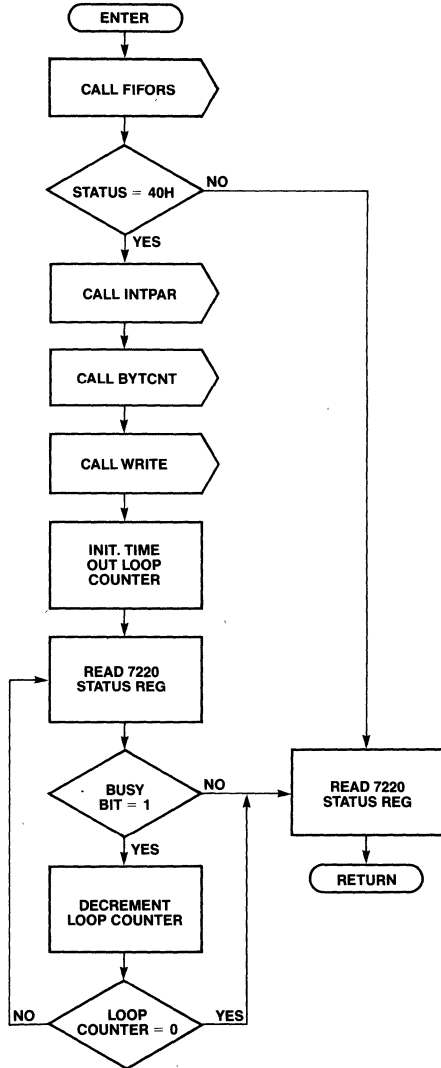 ENTER
CALL FIFORS
STATUS = 40H
NO
YES
CALL INTPAR
CALL BYTCNT
CALL WRITE
INIT. TIME
OUT LOOP
COUNTER
READ 7220
STATUS REG
BUSY
BIT = 1
NO
READ 7220
STATUS REG
YES
RETURN
DECREMENT
LOOP COUNTER
NO
LOOP
COUNTER = 0
YES